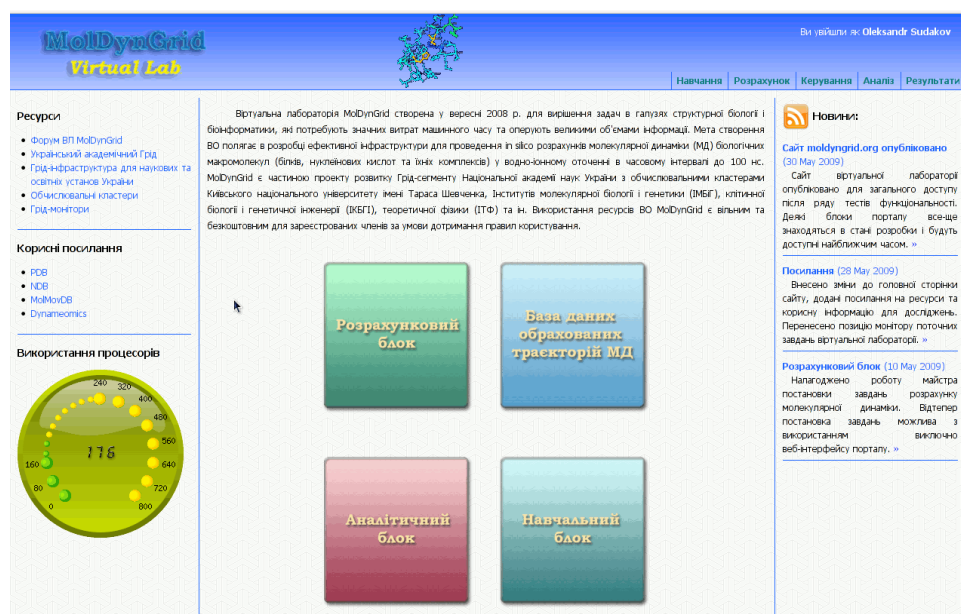 MolDynGrid
Virtual Lab
Ви увійшли як Oleksandr Sudakov
Навчання Розрахунок Керування Аналіз Результати
Ресурси
Форум ВП MolDynGrid
Український академічний Грід
Грід-інфраструктура для наукових та
освітніх установ України
Обчислювальні кластери
Грід-монітори
Корисні посилання
PDB
NDB
MolMovDB
Dynameomics
Використання процесорів
240
320
400
480
560
640
720
800
160
80
0
176
Віртуальна лабораторія MolDynGrid створена у вересні 2008 р. для вирішення задач в галузях структурної біології і
біоінформатики, які потребують значних витрат машинного часу та оперують великими об'ємами інформації. Мета створення
ВО полягає в розробці ефективної інфраструктури для проведення in silico розрахунків молекулярної динаміки (МД) біологічних
макромолекул (білків, нуклеїнових кислот та їхніх комплексів) у водно-іонному оточенні в часовому інтервалі до 100 нс.
MolDynGrid є частиною проекту розвитку Грід-сегменту Національної академії наук України з обчислювальними кластерами
Київського національного університету імені Тараса Шевченка, Інститутів молекулярної біології і генетики (ІМБіГ), клітинної
біології і генетичної інженерії (ІКБГІ), теоретичної фізики (ІТФ) та ін. Використання ресурсів ВО MolDynGrid є вільним та
безкоштовним для зареєстрованих членів за умови дотримання правил користування.
Розрахунковий
блок
База даних
обрахованих
траєкторій МД
Аналітичний
блок
Навчальний
блок
Новини:
Сайт moldyngrid.org опубліковано
(30 May 2009)
Сайт віртуальної лабораторії
опубліковано для загального доступу
після ряду тестів функціональності.
Деякі блоки порталу все-ще
знаходяться в стані розробки і будуть
доступні найближчим часом. »
Посилання (28 May 2009)
Внесено зміни до головної сторінки
сайту, додані посилання на ресурси та
корисну інформацію для досліджень.
Перенесено позицію монітору поточних
завдань віртуальної лабораторії. »
Розрахунковий блок (10 May 2009)
Налагоджено роботу майстра
постановки завдань розрахунку
молекулярної динаміки. Відтепер
постановка завдань можлива з
використанням виключно
веб-інтерфейсу порталу. »